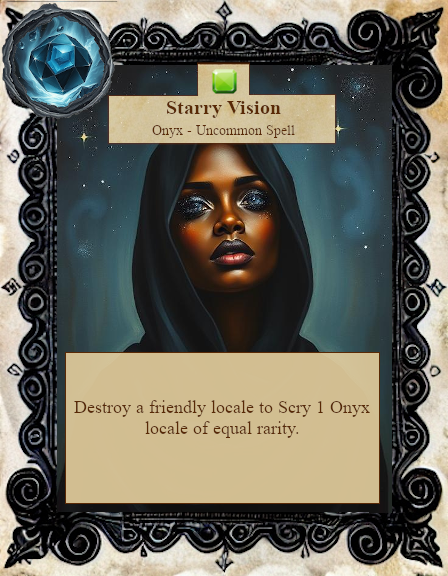 Starry Vision
Onyx - Uncommon Spell
Destroy a friendly locale to Scry 1 Onyx
locale of equal rarity.